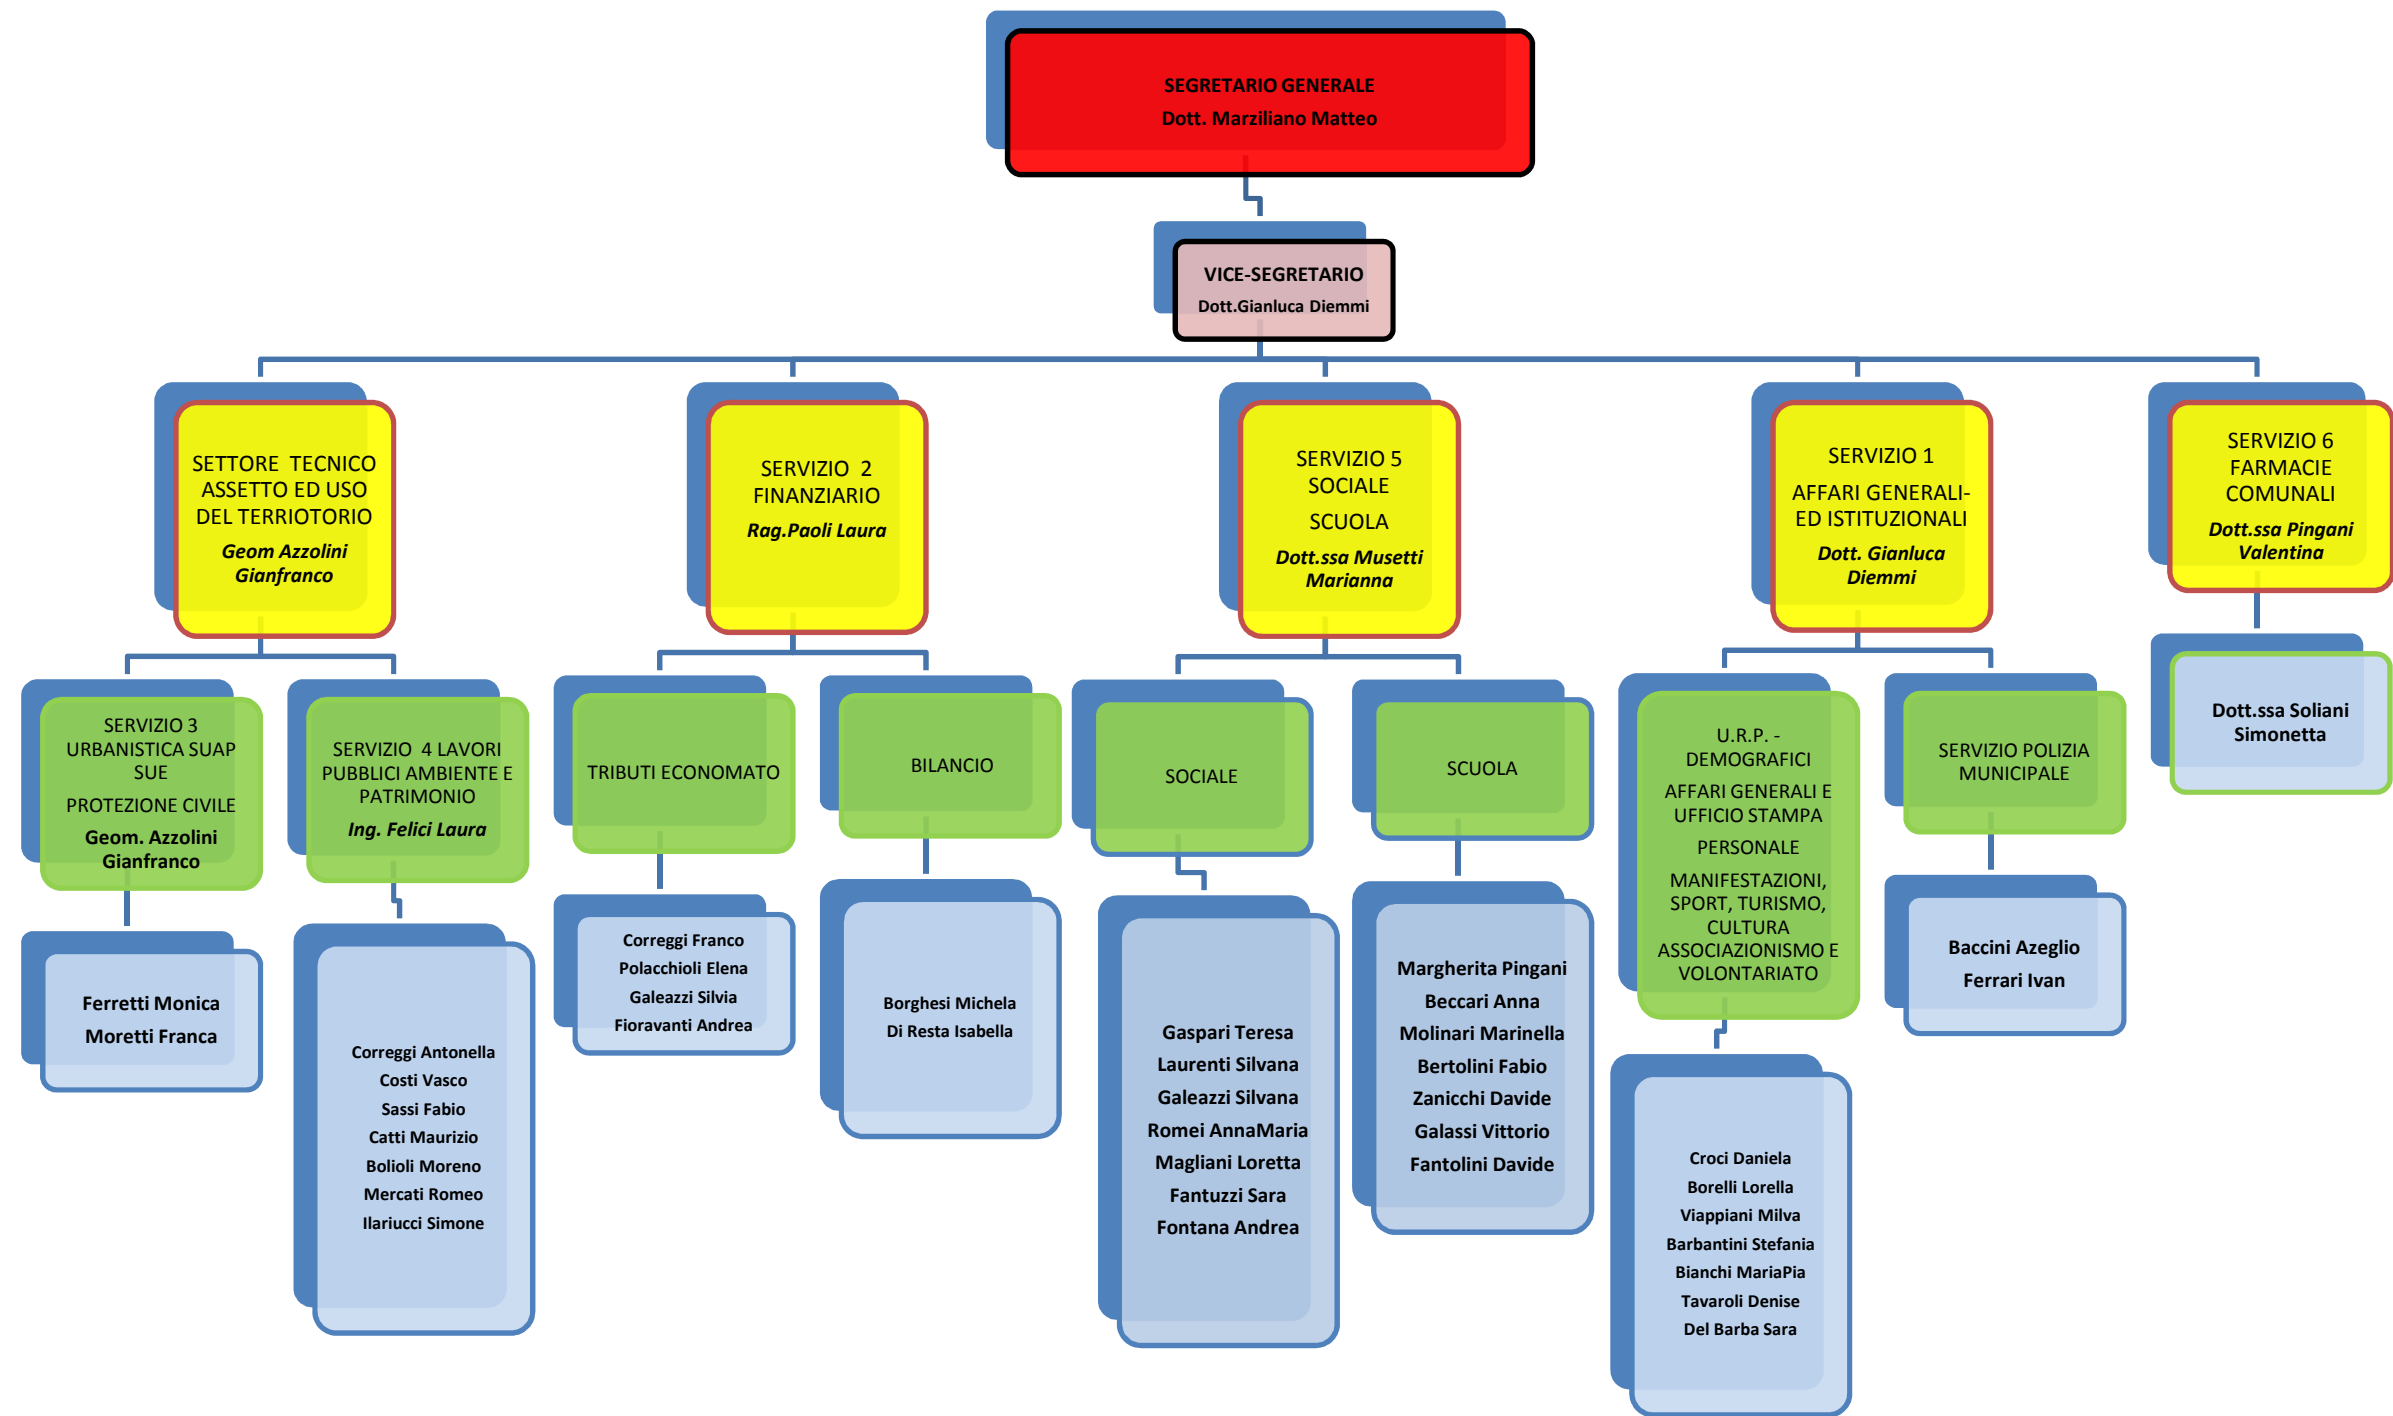 SEGRETARIO GENERALE
Dott. Marziliano Matteo
VICE-SEGRETARIO
Dott.Gianluca Diemmi
SETTORE TECNICO
ASSETTO ED USO
DEL TERRIOTORIO
Geom Azzolini
Gianfranco
SERVIZIO 2
FINANZIARIO
Rag.Paoli Laura
SERVIZIO 5
SOCIALE
SCUOLA
Dott.ssa Musetti
Marianna
SERVIZIO 1
AFFARI GENERALI-
ED ISTITUZIONALI
Dott. Gianluca
Diemmi
SERVIZIO 6
FARMACIE
COMUNALI
Dott.ssa Pingani
Valentina
SERVIZIO 3
URBANISTICA SUAP
SUE
PROTEZIONE CIVILE
Geom. Azzolini
Gianfranco
SERVIZIO 4 LAVORI
PUBBLICI AMBIENTE E
PATRIMONIO
Ing. Felici Laura
TRIBUTI ECONOMATO
BILANCIO
SOCIALE
SCUOLA
U.R.P. -
DEMOGRAFICI
AFFARI GENERALI E
UFFICIO STAMPA
PERSONALE
MANIFESTAZIONI,
SPORT, TURISMO,
CULTURA
ASSOCIAZIONISMO E
VOLONTARIATO
SERVIZIO POLIZIA
MUNICIPALE
Dott.ssa Soliani
Simonetta
Ferretti Monica
Moretti Franca
Correggi Antonella
Costi Vasco
Sassi Fabio
Catti Maurizio
Bolioli Moreno
Mercati Romeo
Ilariucci Simone
Correggi Franco
Polacchioli Elena
Galeazzi Silvia
Fioravanti Andrea
Borghesi Michela
Di Resta Isabella
Gaspari Teresa
Laurenti Silvana
Galeazzi Silvana
Romei AnnaMaria
Magliani Loretta
Fantuzzi Sara
Fontana Andrea
Margherita Pingani
Beccari Anna
Molinari Marinella
Bertolini Fabio
Zanicchi Davide
Galassi Vittorio
Fantolini Davide
Croci Daniela
Borelli Lorella
Viappiani Milva
Barbantini Stefania
Bianchi MariaPia
Tavaroli Denise
Del Barba Sara
Baccini Azeglio
Ferrari Ivan